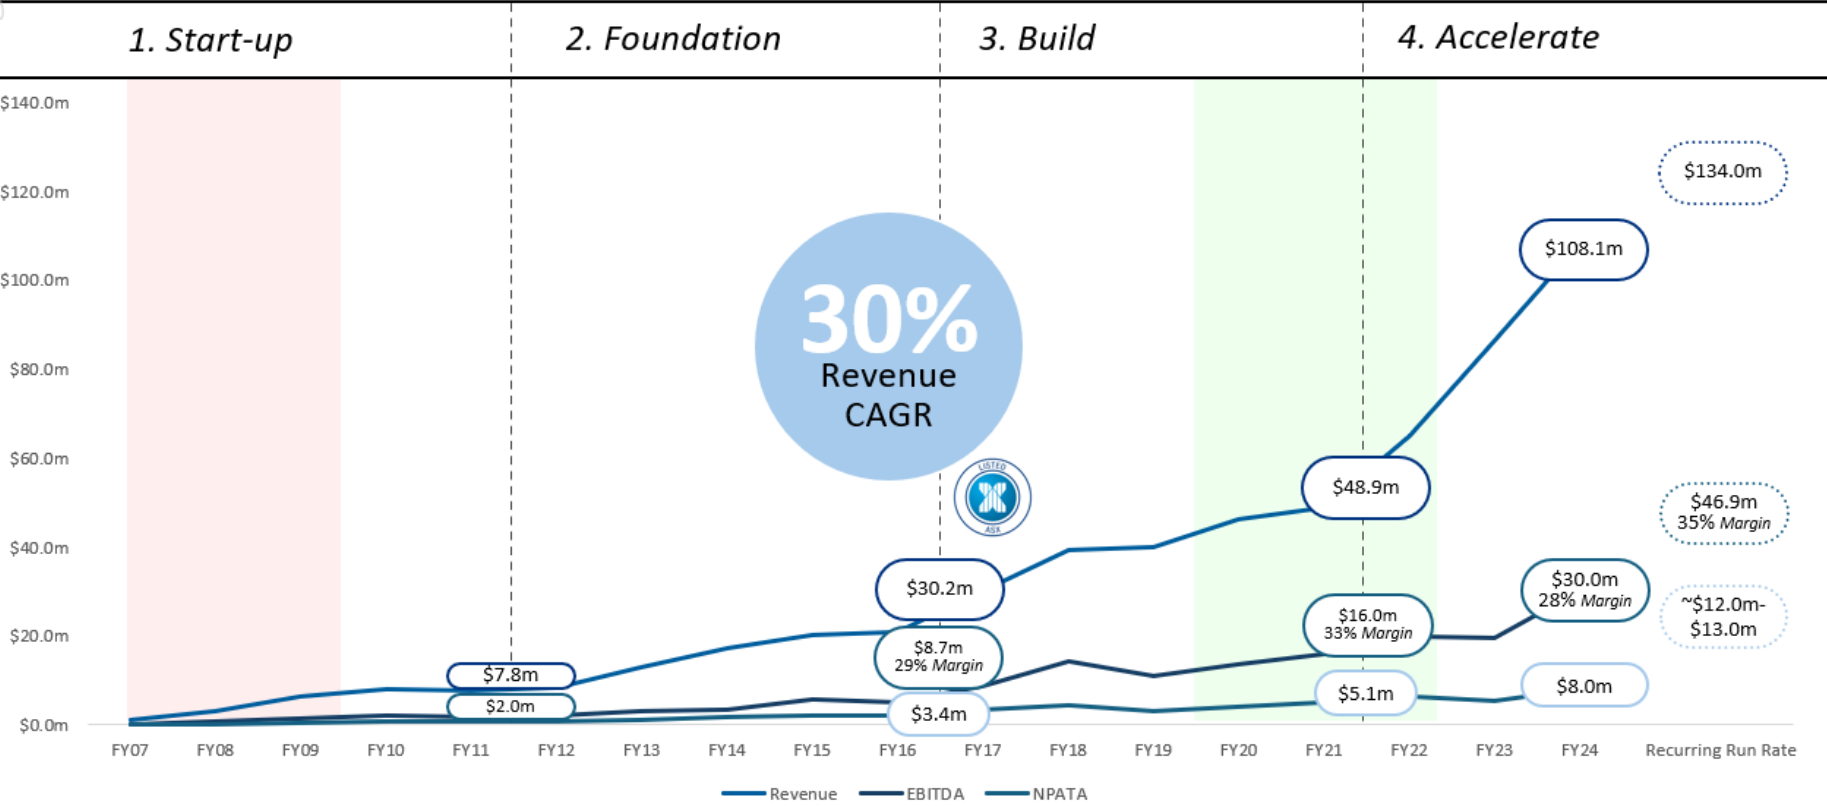 1. Start-up
2. Foundation
3. Build
4. Accelerate
$140.0m
$120.0m
$100.0m
$80.0m
$60.0m
$40.0m
$20.0m
$0.0m
30%
Revenue
CAGR
LISTED
ASX
$7.8m
$2.0m
$30.2m
$8.7m
29% Margin
$3.4m
$48.9m
$16.0m
33% Margin
$5.1m
$108.1m
$30.0m
28% Margin
$8.0m
$134.0m
$46.9m
35% Margin
~$12.0m-
$13.0m
FY07 FY08 FY09 FY10 FY11 FY12 FY13 FY14 FY15 FY16 FY17 FY18 FY19 FY20 FY21 FY22 FY23 FY24 Recurring Run Rate
Revenue EBITDA NPATA